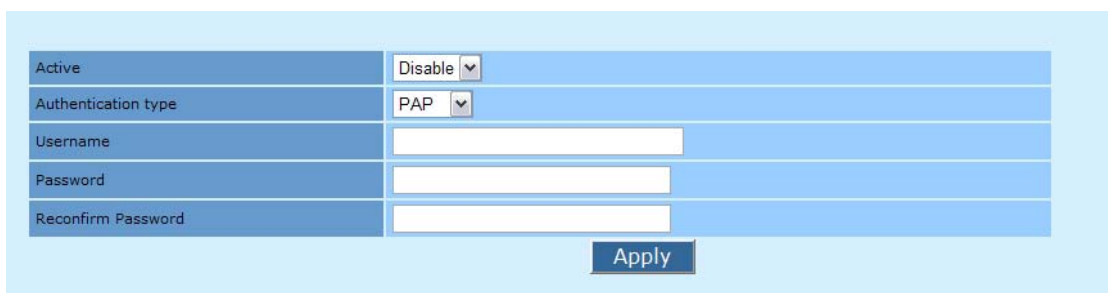 Active Disable
Authentication type PAP
Username
Password
Reconfirm Password
Apply